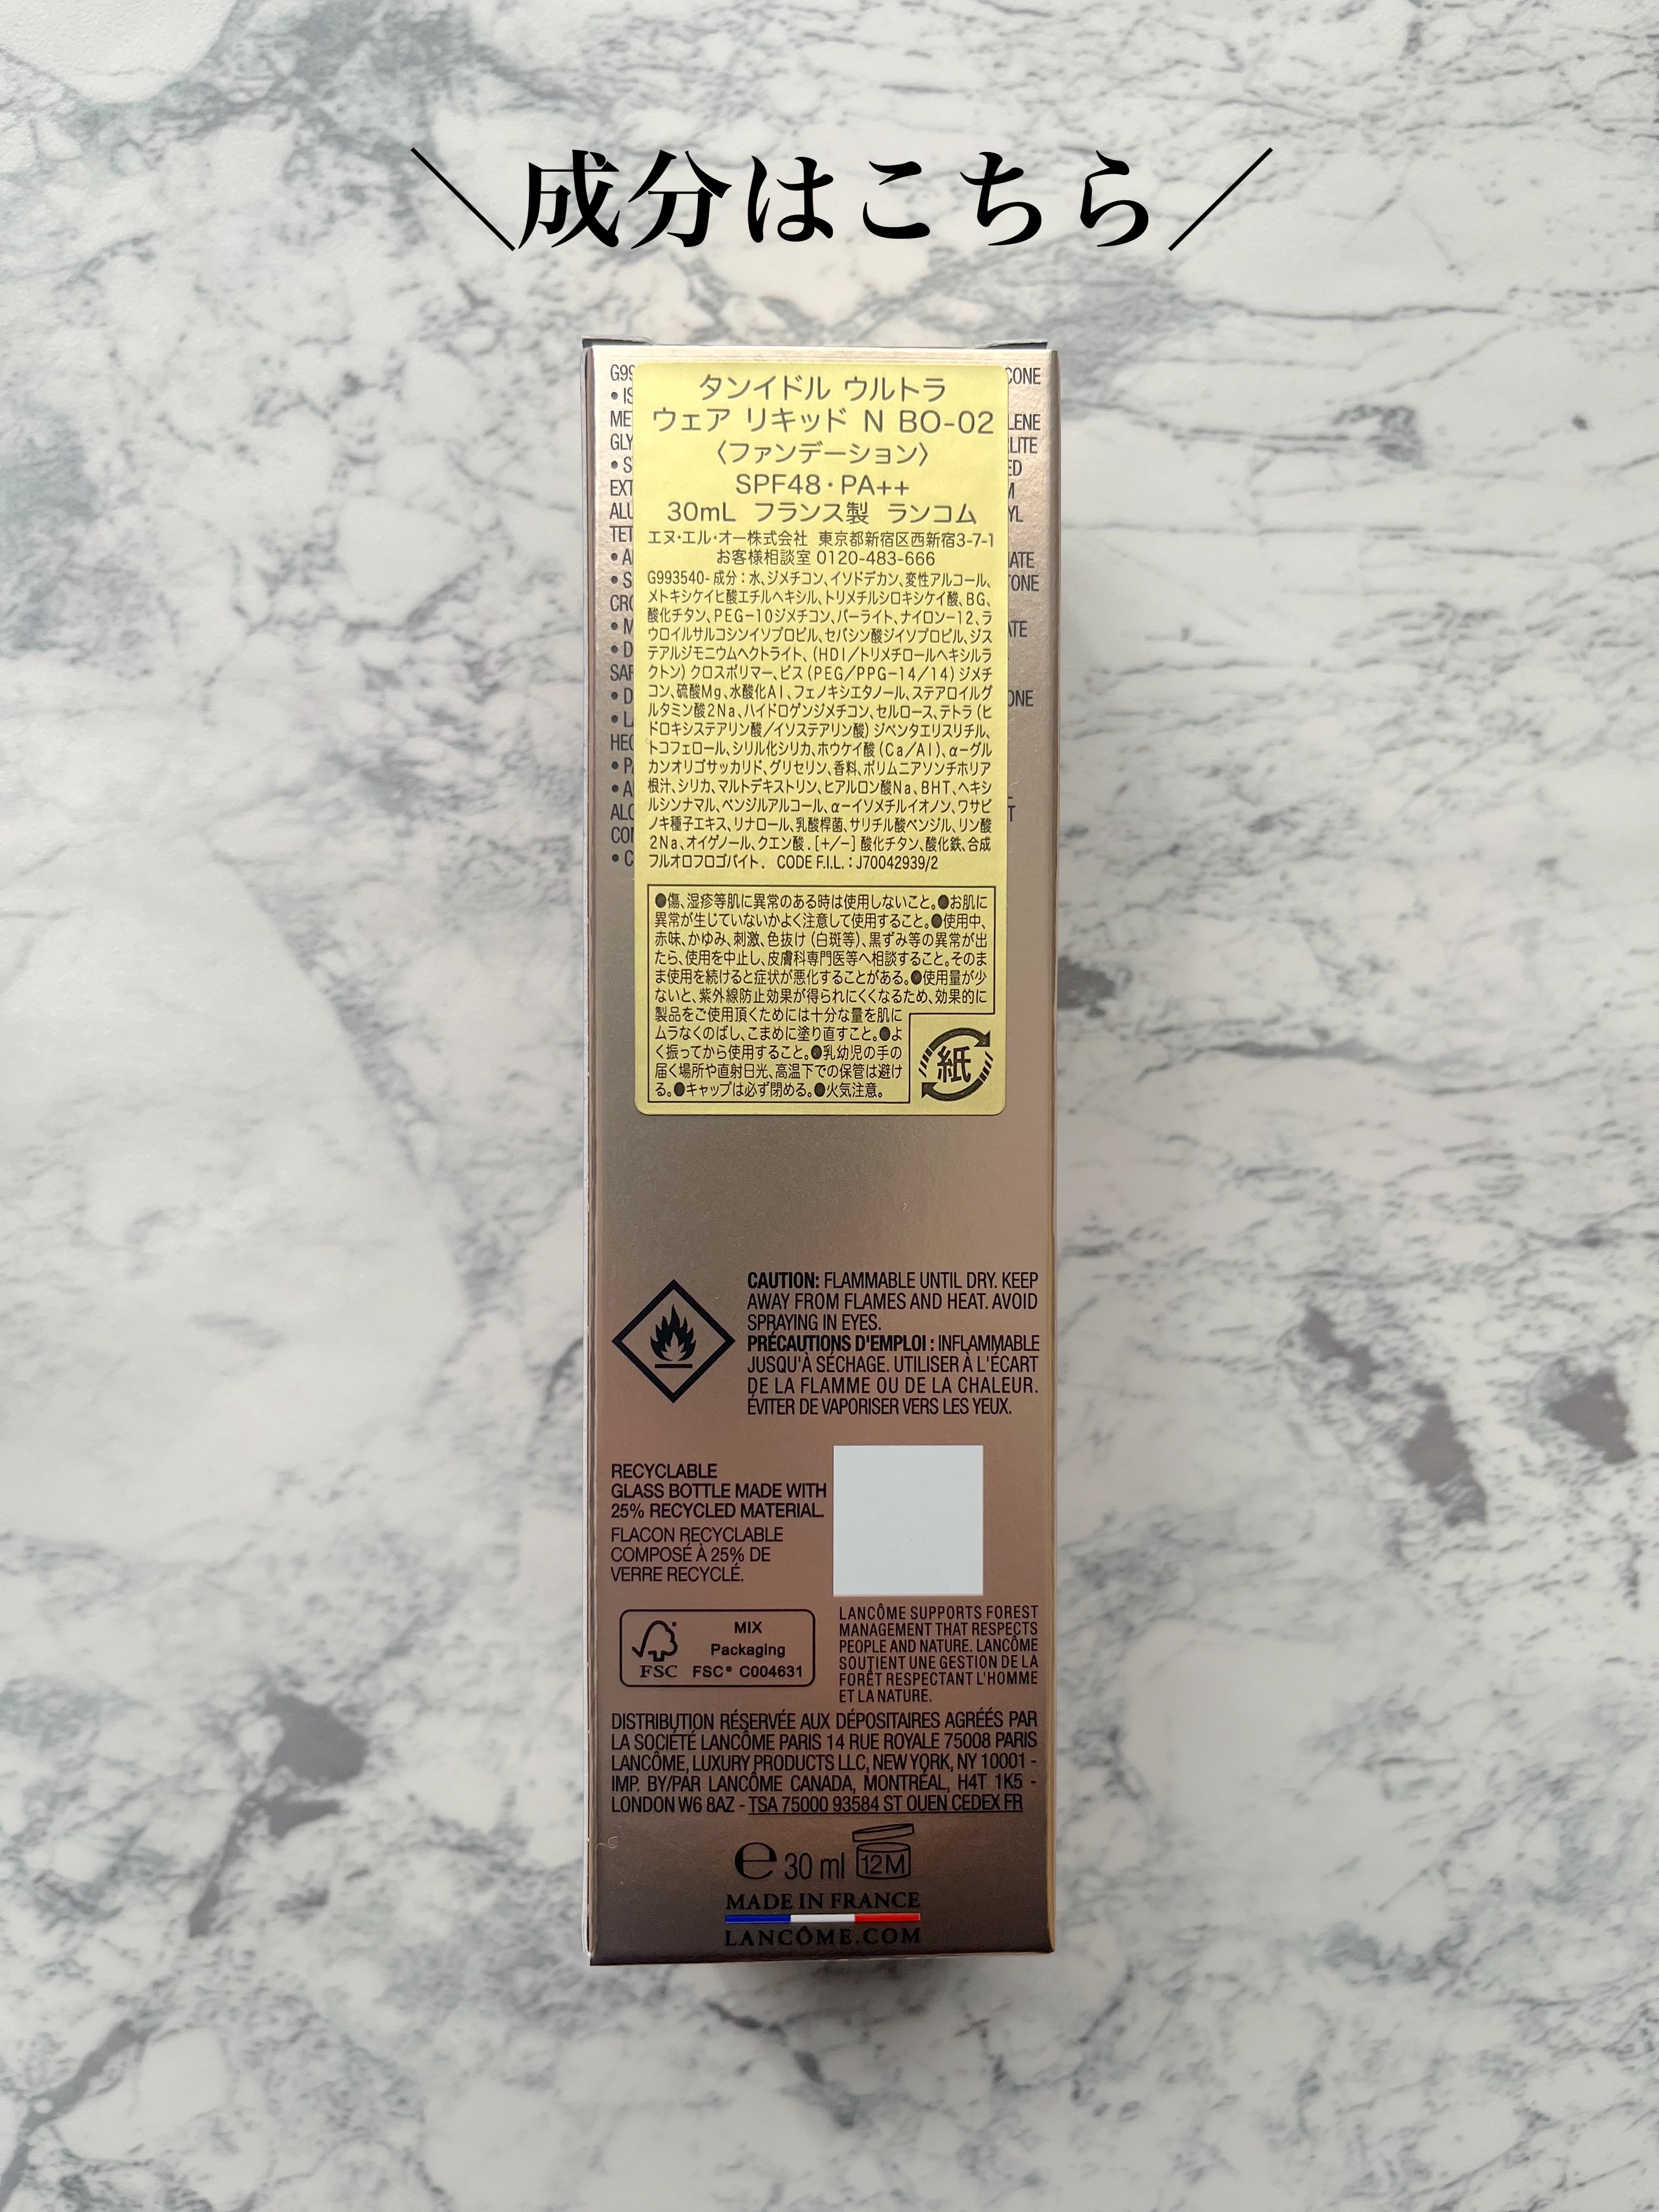 ＼成分はこちら／
タンイドル ウルトラ
ウェア リキッド N BO-02
〈ファンデーション〉
SPF48・PA++
30mL フランス製 ランコム
エヌ・エル・オー株式会社 東京都新宿区西新宿3-7-1
お客様相談室 0120-483-666
G993540- 成分：水、ジメチコン、イソドデカン、変性アルコール、
メトキシケイヒ酸エチルヘキシル、トリメチルシロキシケイ酸、BG、
酸化チタン、PEG－10ジメチコン、パーライト、ナイロン－12、ラ
ウロイルサルコシンイソプロピル、セバシン酸ジイソプロピル、ジス
テアルジモニウムヘクトライト、(HDI／トリメチロールヘキシルラ
クトン) クロスポリマー、ビス (PEG／PPG－14／14) ジメチ
コン、硫酸Mg、水酸化Al、フェノキシエタノール、ステアロイルグ
ルタミン酸2Na、ハイドロゲンジメチコン、セルロース、テトラ (ヒ
ドロキシステアリン酸／イソステアリン酸) ジペンタエリスリチル、
トコフェロール、シリル化シリカ、ホウケイ酸 (Ca／Al)、α－グル
カンオリゴサッカリド、グリセリン、香料、ポリムニアソンチホリア
根汁、シリカ、マルトデキストリン、ヒアルロン酸Na、BHT、ヘキシ
ルシンナマル、ベンジルアルコール、α－イソメチルイオノン、ワサビ
ノキ種子エキス、リナロール、乳酸桿菌、サリチル酸ベンジル、リン酸
2Na、オイゲノール、クエン酸．[+/−] 酸化チタン、酸化鉄、合成
フルオロフロゴパイト． CODE F.I.L. : J70042939/2
●傷、湿疹等肌に異常のある時は使用しないこと。●お肌に
異常が生じていないかよく注意して使用すること。●使用中、
赤味、かゆみ、刺激、色抜け (白斑等)、黒ずみ等の異常が出
たら、使用を中止し、皮膚科専門医等へ相談すること。そのま
ま使用を続けると症状が悪化することがある。●使用量が少
ないと、紫外線防止効果が得られにくくなるため、効果的に
製品をご使用頂くためには十分な量を肌に
ムラなくのばし、こまめに塗り直すこと。●よ
く振ってから使用すること。●乳幼児の手の
届く場所や直射日光、高温下での保管は避け
る。●キャップは必ず閉める。●火気注意。
紙
CAUTION: FLAMMABLE UNTIL DRY. KEEP
AWAY FROM FLAMES AND HEAT. AVOID
SPRAYING IN EYES.
PRÉCAUTIONS D'EMPLOI : INFLAMMABLE
JUSQU'À SÉCHAGE. UTILISER À L'ÉCART
DE LA FLAMME OU DE LA CHALEUR.
ÉVITER DE VAPORISER VERS LES YEUX.
RECYCLABLE
GLASS BOTTLE MADE WITH
25% RECYCLED MATERIAL.
FLACON RECYCLABLE
COMPOSÉ À 25% DE
VERRE RECYCLÉ.
MIX
Packaging
FSC FSC® C004631
LANCÔME SUPPORTS FOREST
MANAGEMENT THAT RESPECTS
PEOPLE AND NATURE. LANCÔME
SOUTIENT UNE GESTION DE LA
FORÊT RESPECTANT L'HOMME
ET LA NATURE.
DISTRIBUTION RÉSERVÉE AUX DÉPOSITAIRES AGRÉÉS PAR
LA SOCIÉTÉ LANCÔME PARIS 14 RUE ROYALE 75008 PARIS
LANCÔME, LUXURY PRODUCTS LLC, NEW YORK, NY 10001 -
IMP. BY/PAR LANCÔME CANADA, MONTRÉAL, H4T 1K5 -
LONDON W6 8AZ - TSA 75000 93584 ST OUEN CEDEX FR
e 30 ml 12M
MADE IN FRANCE
LANCÔME.COM